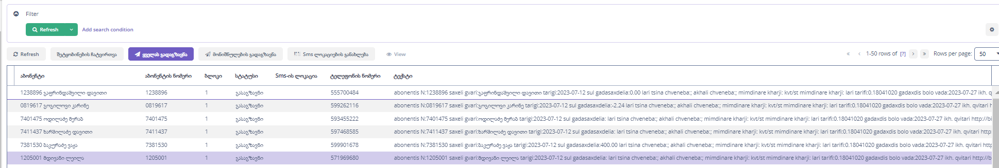 Filter
Refresh Add search condition
Refresh შეტყობინების ჩატვირთვა ყველას გადაგზავნა მონიშნულების გადაგზავნა Sms ლოკაციების განახლება View « ‹ 1-50 rows of [?] › » Rows per page: 50
აბონენტი აბონენტის ნომერი ბლოკი სტატუსი Sms-ის ლოკაცია ტელეფონის ნომერი ტექსტი
1238896 გაფრინდაშვილი დავითი 1238896 1 გასაგზავნი 555700484 abonentis N:1238896 saxeli gvari:გაფრინდაშვილი დავითი tarigi:2023-07-12 sul gadasaxdelia:0.00 lari tsina chveneba:; akhali chveneba:; mimdinare kharji: kvt/st mimdinare kharji: lari tarifi:0.18041020 gadaxdis bolo vada:2023-07-27 ikh. q
0819617 გოგილოვი კარინე 0819617 1 გასაგზავნი 599262116 abonentis N:0819617 saxeli gvari:გოგილოვი კარინე tarigi:2023-07-12 sul gadasaxdelia:-2.24 lari tsina chveneba:; akhali chveneba:; mimdinare kharji: kvt/st mimdinare kharji: lari tarifi:0.18041020 gadaxdis bolo vada:2023-07-27 ikh. qvitari h
7401475 ოდილაძე მერაბ 7401475 1 გასაგზავნი 593455222 abonentis N:7401475 saxeli gvari:ოდილაძე მერაბ tarigi:2023-07-12 sul gadasaxdelia: lari tsina chveneba:; akhali chveneba:; mimdinare kharji: kvt/st mimdinare kharji: lari tarifi:0.18041020 gadaxdis bolo vada:2023-07-27 ikh. qvitari http://bi
7411437 ზარშილაძე დავითი 7411437 1 გასაგზავნი 597468585 abonentis N:7411437 saxeli gvari:ზარშილაძე დავითი tarigi:2023-07-12 sul gadasaxdelia: lari tsina chveneba:; akhali chveneba:; mimdinare kharji: kvt/st mimdinare kharji: lari tarifi:0.18041020 gadaxdis bolo vada:2023-07-27 ikh. qvitari http:
7381530 ბაკურაძე ვაჟა 7381530 1 გასაგზავნი 599901678 abonentis N:7381530 saxeli gvari:ბაკურაძე ვაჟა tarigi:2023-07-12 sul gadasaxdelia:400.00 lari tsina chveneba:; akhali chveneba:; mimdinare kharji: kvt/st mimdinare kharji: lari tarifi:0.18041020 gadaxdis bolo vada:2023-07-27 ikh. qvitari http
1205001 მდივანი ლეილა 1205001 1 გასაგზავნი 571969680 abonentis N:1205001 saxeli gvari:მდივანი ლეილა tarigi:2023-07-12 sul gadasaxdelia: lari tsina chveneba:; akhali chveneba:; mimdinare kharji: kvt/st mimdinare kharji: lari tarifi:0.18041020 gadaxdis bolo vada:2023-07-27 ikh. qvitari http://b